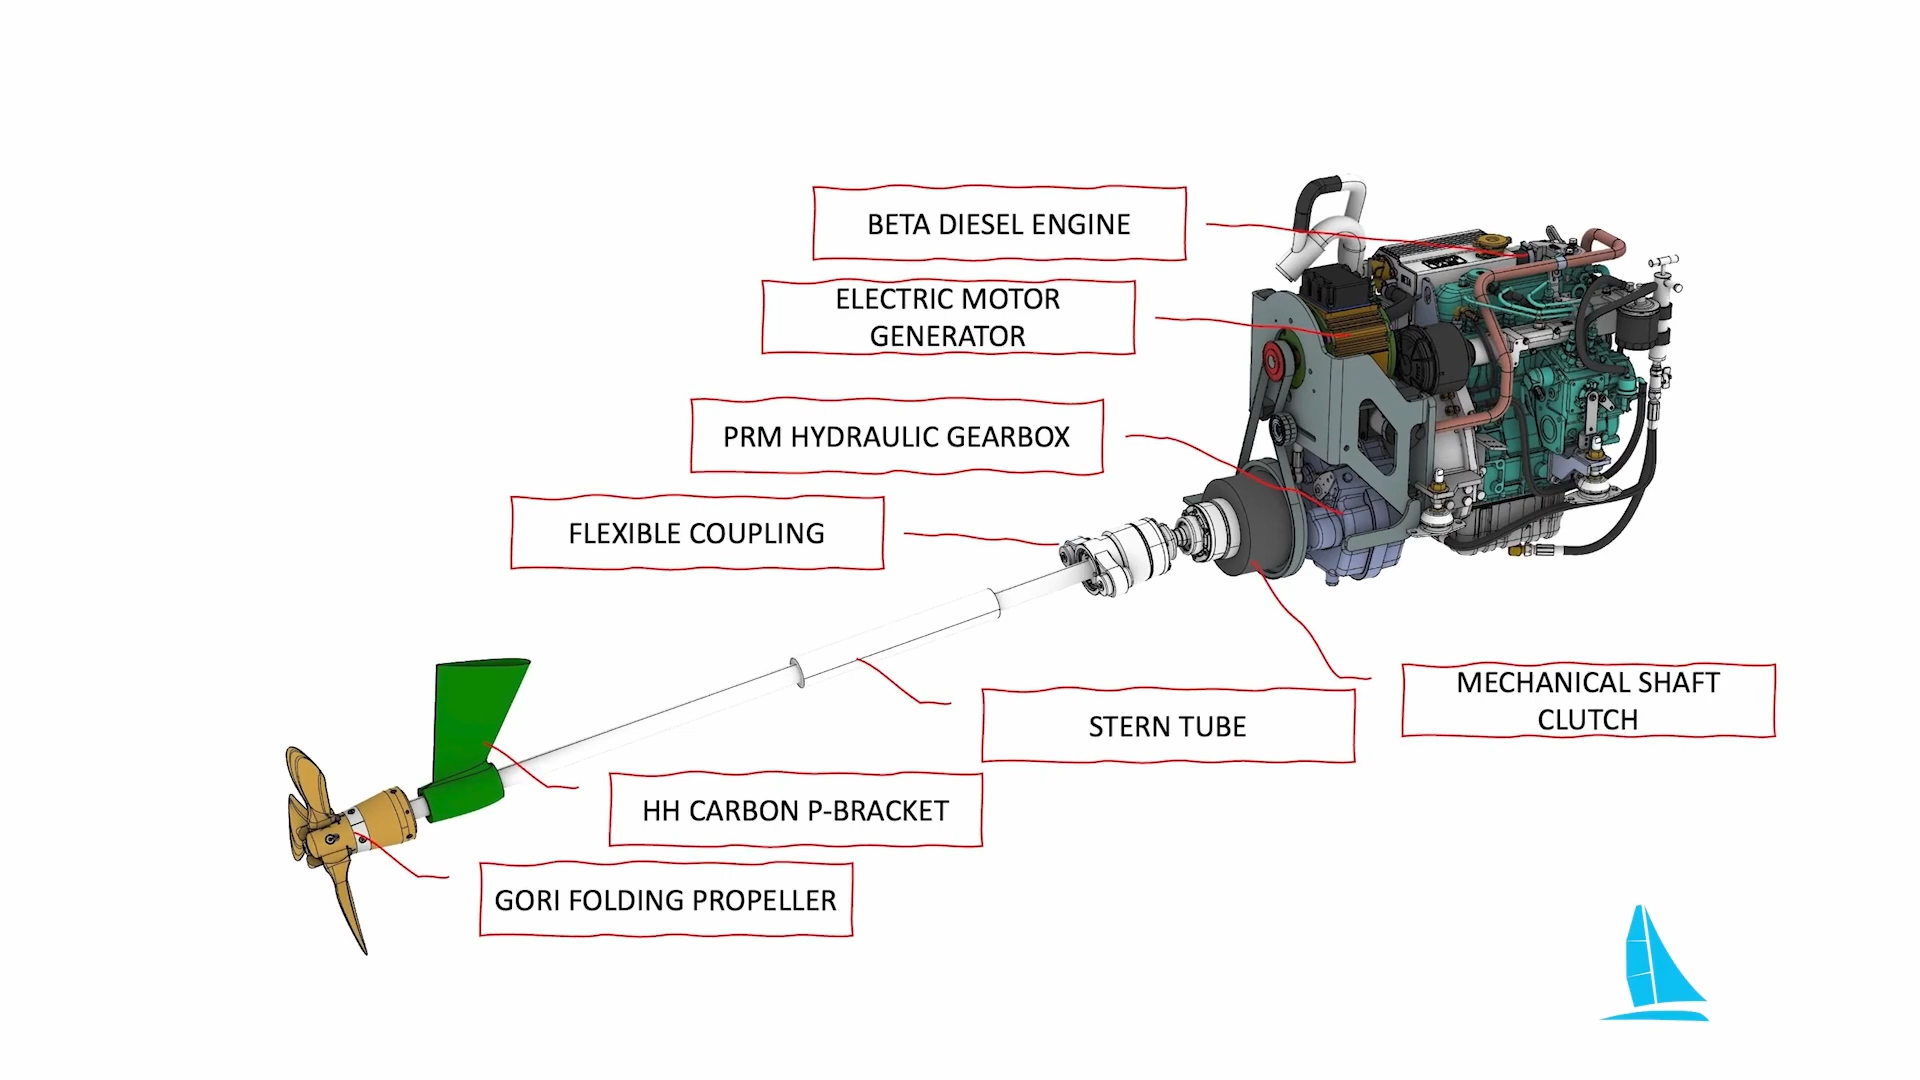 BETA DIESEL ENGINE
ELECTRIC MOTOR
GENERATOR
PRM HYDRAULIC GEARBOX
FLEXIBLE COUPLING
MECHANICAL SHAFT
CLUTCH
STERN TUBE
HH CARBON P-BRACKET
GORI FOLDING PROPELLER